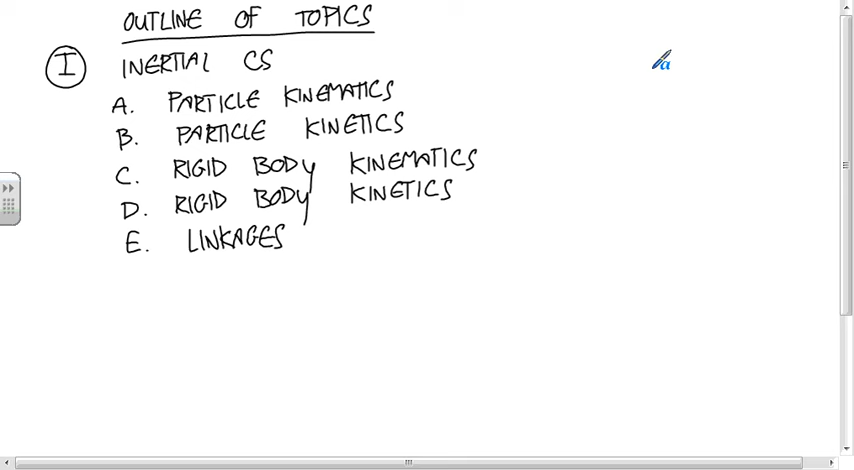 OUTLINE OF TOPICS
I INERTIAL CS
A. PARTICLE KINEMATICS
B. PARTICLE KINETICS
C. RIGID BODY KINEMATICS
D. RIGID BODY KINETICS
E. LINKAGES